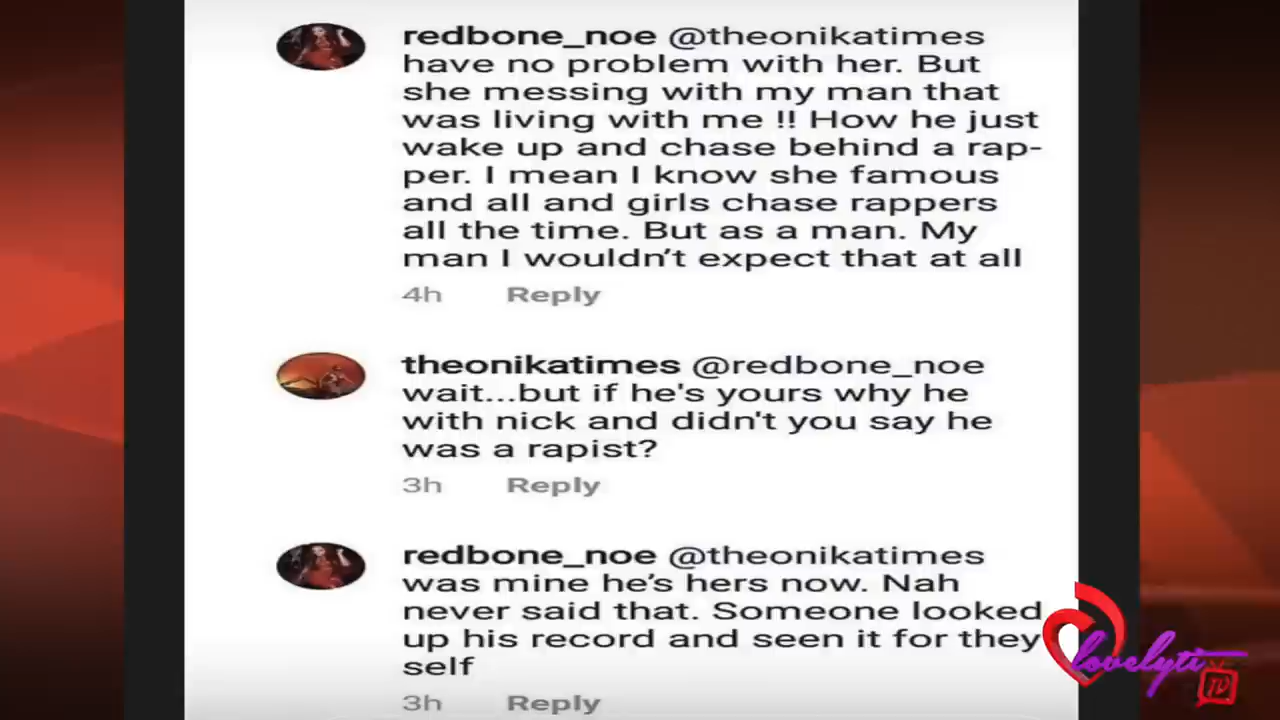 redbone_noe @theonikatimes
have no problem with her. But
she messing with my man that
was living with me !! How he just
wake up and chase behind a rap-
per. I mean I know she famous
and all and girls chase rappers
all the time. But as a man. My
man I wouldn't expect that at all
4h Reply
theonikatimes @redbone_noe
wait...but if he's yours why he
with nick and didn't you say he
was a rapist?
3h Reply
redbone_noe @theonikatimes
was mine he's hers now. Nah
never said that. Someone looked
up his record and seen it for they
self
3h Reply
lovelyti
TV